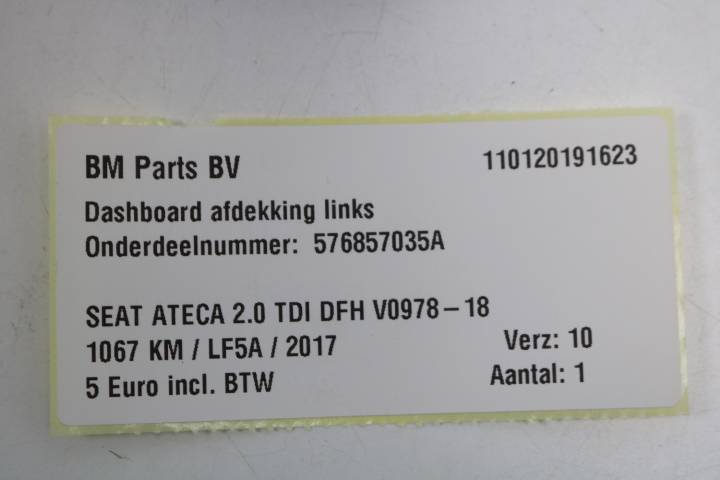 BM Parts BV 110120191623
Dashboard afdekking links
Onderdeelnummer: 576857035A
SEAT ATECA 2.0 TDI DFH V0978-18
1067 KM / LF5A / 2017 Verz: 10
5 Euro incl. BTW Aantal: 1